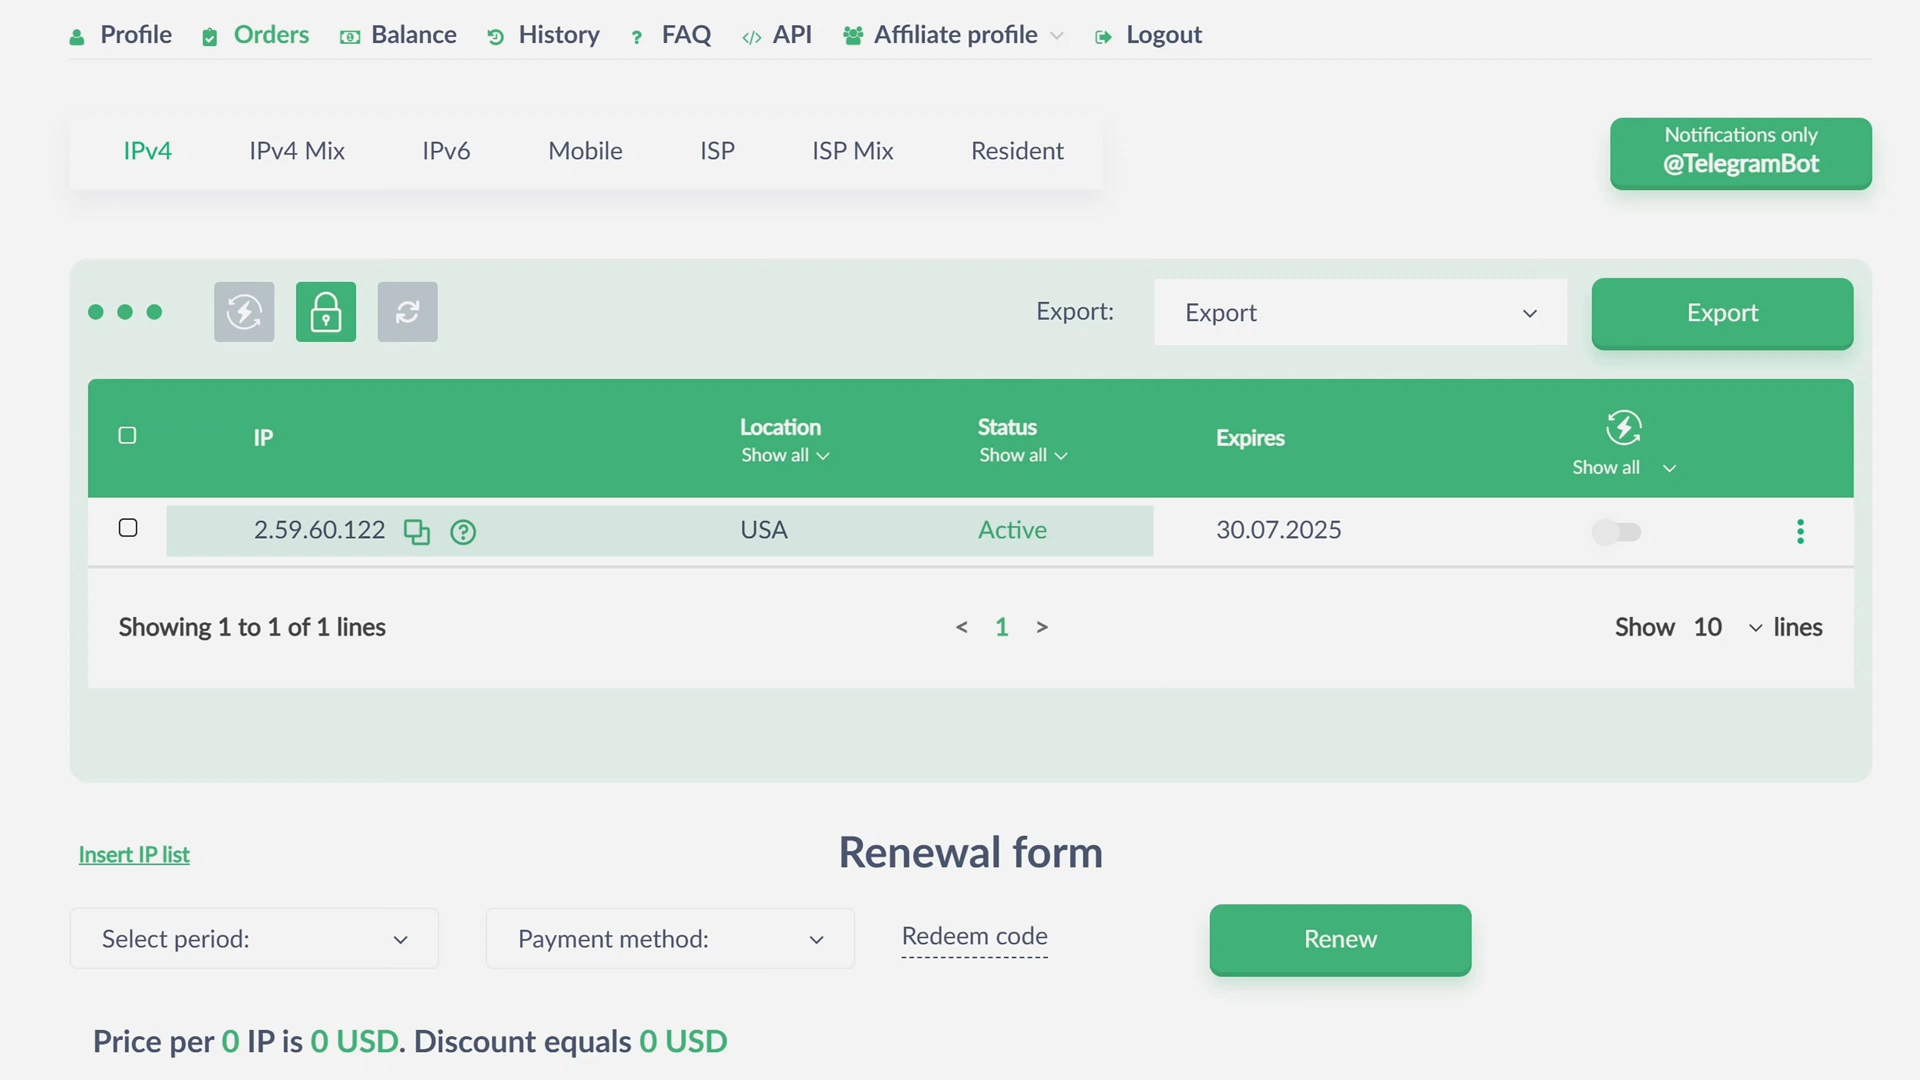 Profile Orders Balance History ? FAQ </> API Affiliate profile Logout
IPv4 IPv4 Mix IPv6 Mobile ISP ISP Mix Resident
Notifications only
@TelegramBot
Export: Export Export
IP Location Status Expires
Show all Show all Show all
2.59.60.122 ? USA Active 30.07.2025
Showing 1 to 1 of 1 lines < 1 > Show 10 lines
Insert IP list Renewal form
Select period: Payment method: Redeem code Renew
Price per 0 IP is 0 USD. Discount equals 0 USD